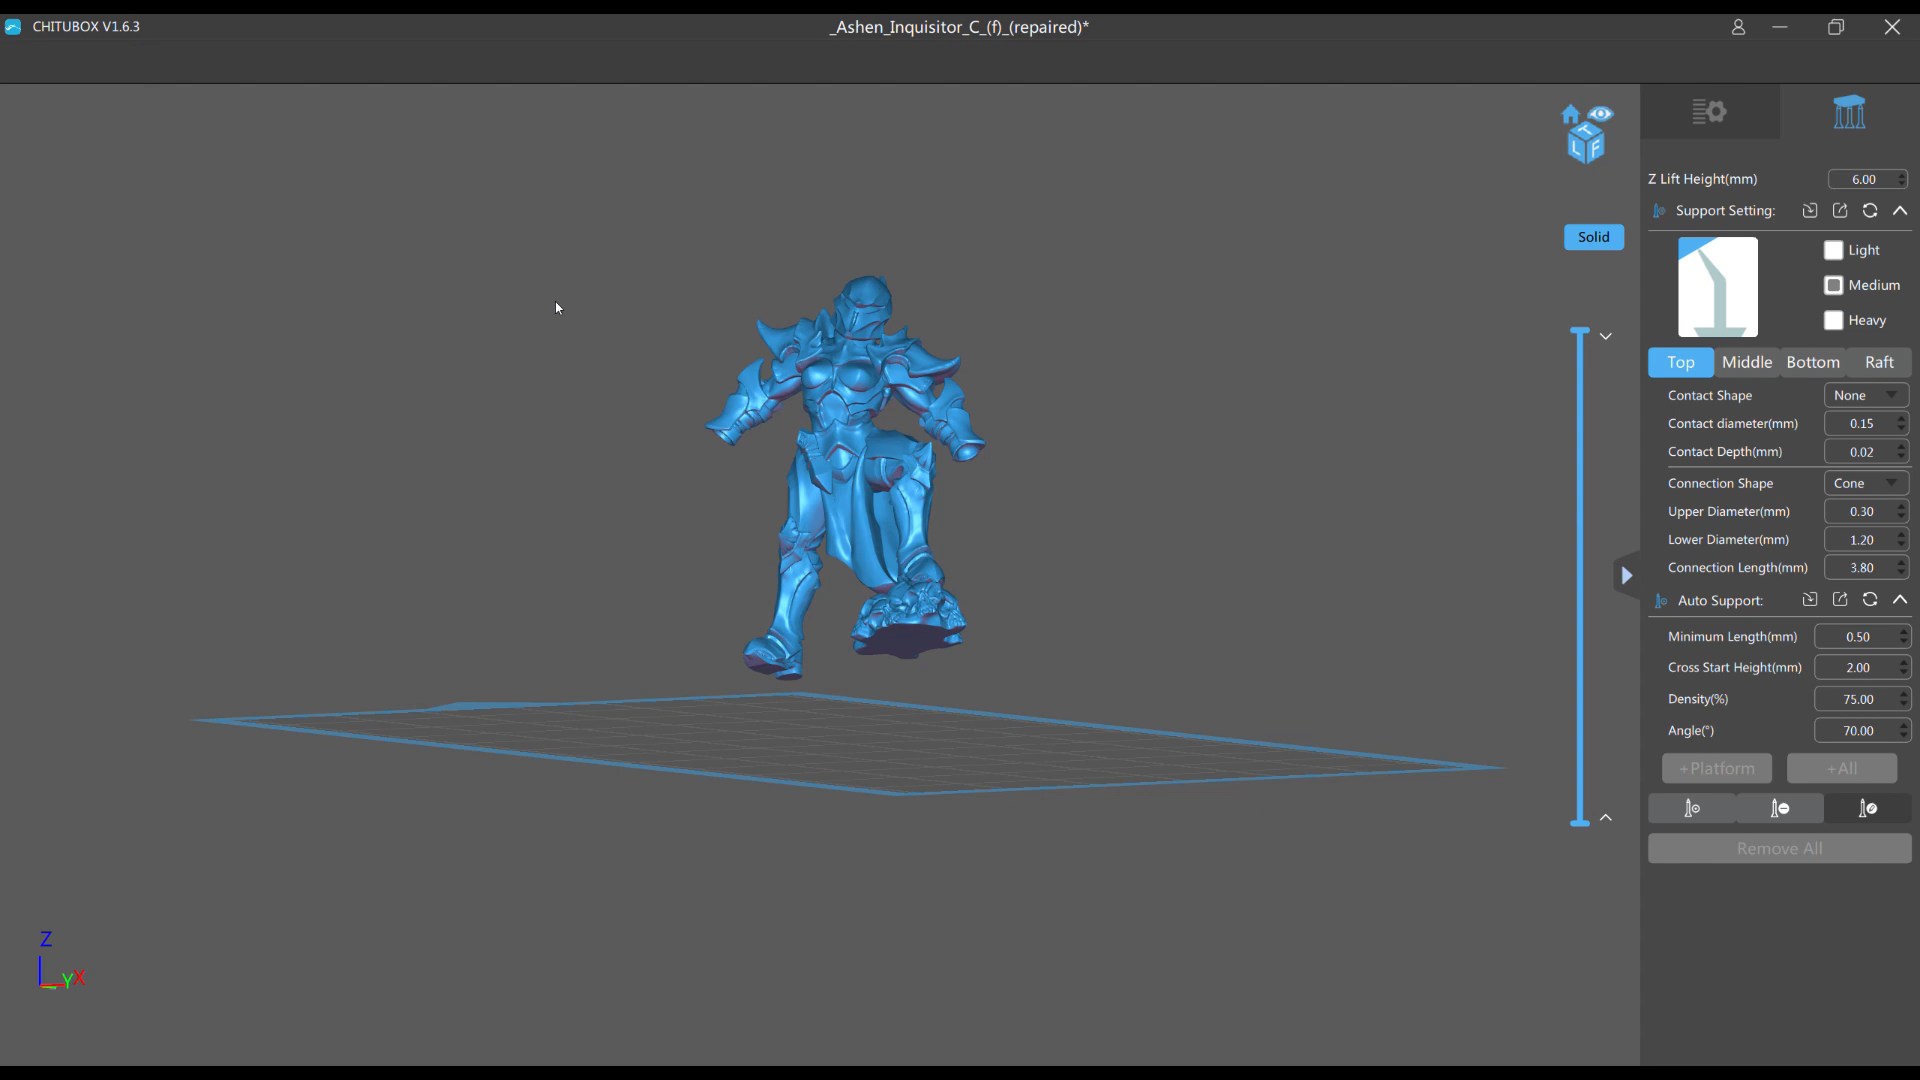 CHITUBOX V1.6.3
_Ashen_Inquisitor_C_(f)_(repaired)*
T
L F
Solid
Z Lift Height(mm) 6.00
Support Setting:
Light
Medium
Heavy
Top Middle Bottom Raft
Contact Shape None
Contact diameter(mm) 0.15
Contact Depth(mm) 0.02
Connection Shape Cone
Upper Diameter(mm) 0.30
Lower Diameter(mm) 1.20
Connection Length(mm) 3.80
Auto Support:
Minimum Length(mm) 0.50
Cross Start Height(mm) 2.00
Density(%) 75.00
Angle(°) 70.00
+Platform +All
Remove All
Z
Y X